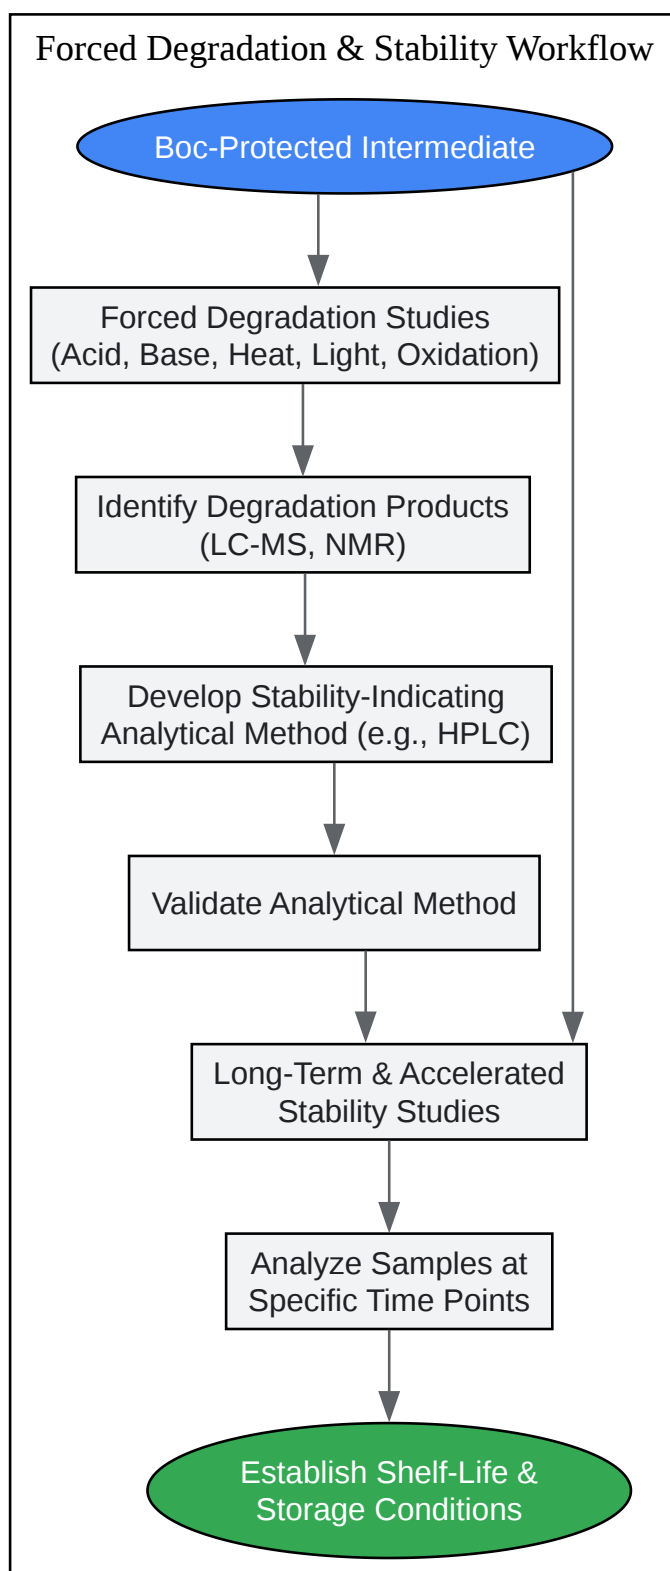 Forced Degradation & Stability Workflow
Boc-Protected Intermediate
Forced Degradation Studies
(Acid, Base, Heat, Light, Oxidation)
Identify Degradation Products
(LC-MS, NMR)
Develop Stability-Indicating
Analytical Method (e.g., HPLC)
Validate Analytical Method
Long-Term & Accelerated
Stability Studies
Analyze Samples at
Specific Time Points
Establish Shelf-Life &
Storage Conditions